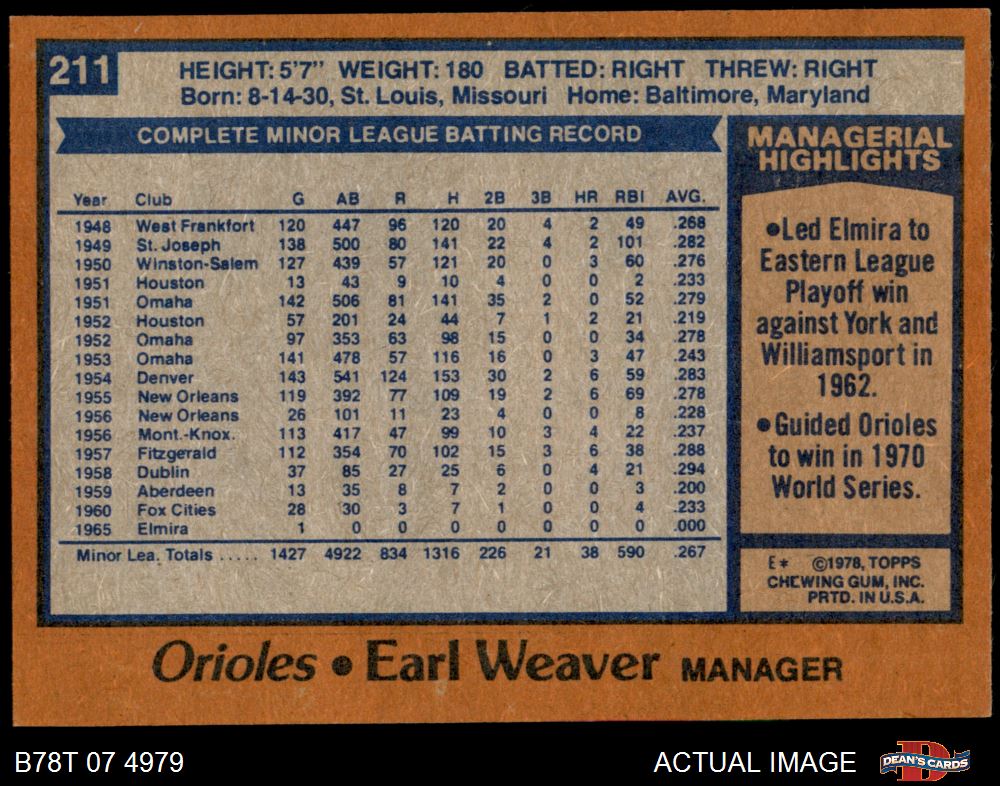 211
HEIGHT: 5'7" WEIGHT: 180 BATTED: RIGHT THREW: RIGHT
Born: 8-14-30, St. Louis, Missouri Home: Baltimore, Maryland
COMPLETE MINOR LEAGUE BATTING RECORD
Year Club G AB R H 2B 3B HR RBI AVG.
1948 West Frankfort 120 447 96 120 20 4 2 49 .268
1949 St. Joseph 138 500 80 141 22 4 2 101 .282
1950 Winston-Salem 127 439 57 121 20 0 3 60 .276
1951 Houston 13 43 9 10 4 0 0 2 .233
1951 Omaha 142 506 81 141 35 2 0 52 .279
1952 Houston 57 201 24 44 7 1 2 21 .219
1952 Omaha 97 353 63 98 15 0 0 34 .278
1953 Omaha 141 478 57 116 16 0 3 47 .243
1954 Denver 143 541 124 153 30 2 6 59 .283
1955 New Orleans 119 392 77 109 19 2 6 69 .278
1956 New Orleans 26 101 11 23 4 0 0 8 .228
1956 Mont.-Knox. 113 417 47 99 10 3 4 22 .237
1957 Fitzgerald 112 354 70 102 15 3 6 38 .288
1958 Dublin 37 85 27 25 6 0 4 21 .294
1959 Aberdeen 13 35 8 7 2 0 0 3 .200
1960 Fox Cities 28 30 3 7 1 0 0 4 .233
1965 Elmira 1 0 0 0 0 0 0 0 .000
Minor Lea. Totals ..... 1427 4922 834 1316 226 21 38 590 .267
MANAGERIAL
HIGHLIGHTS
●Led Elmira to
Eastern League
Playoff win
against York and
Williamsport in
1962.
●Guided Orioles
to win in 1970
World Series.
E* ©1978, TOPPS
CHEWING GUM, INC.
PRTD. IN U.S.A.
Orioles • Earl Weaver MANAGER
B78T 07 4979
ACTUAL IMAGE
D
DEAN'S CARDS